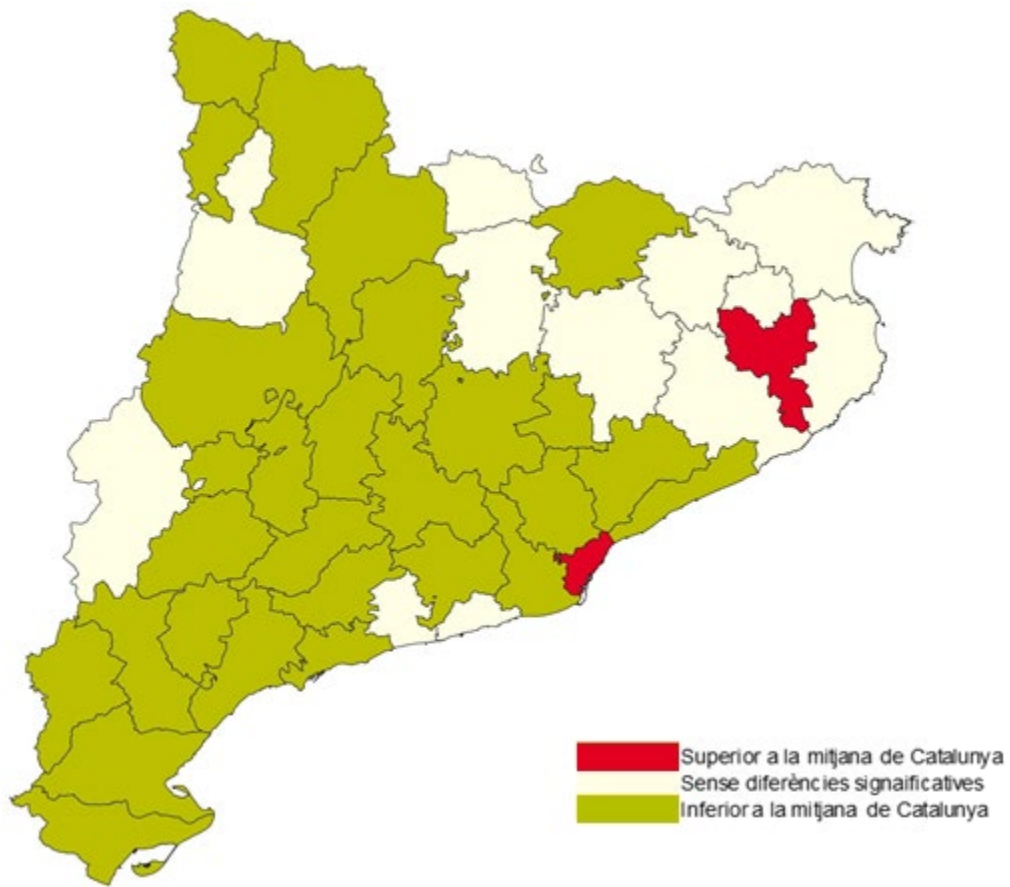 Superior a la mitjana de Catalunya
Sense diferències signaificatives
Inferior a la mitjana de Catalunya